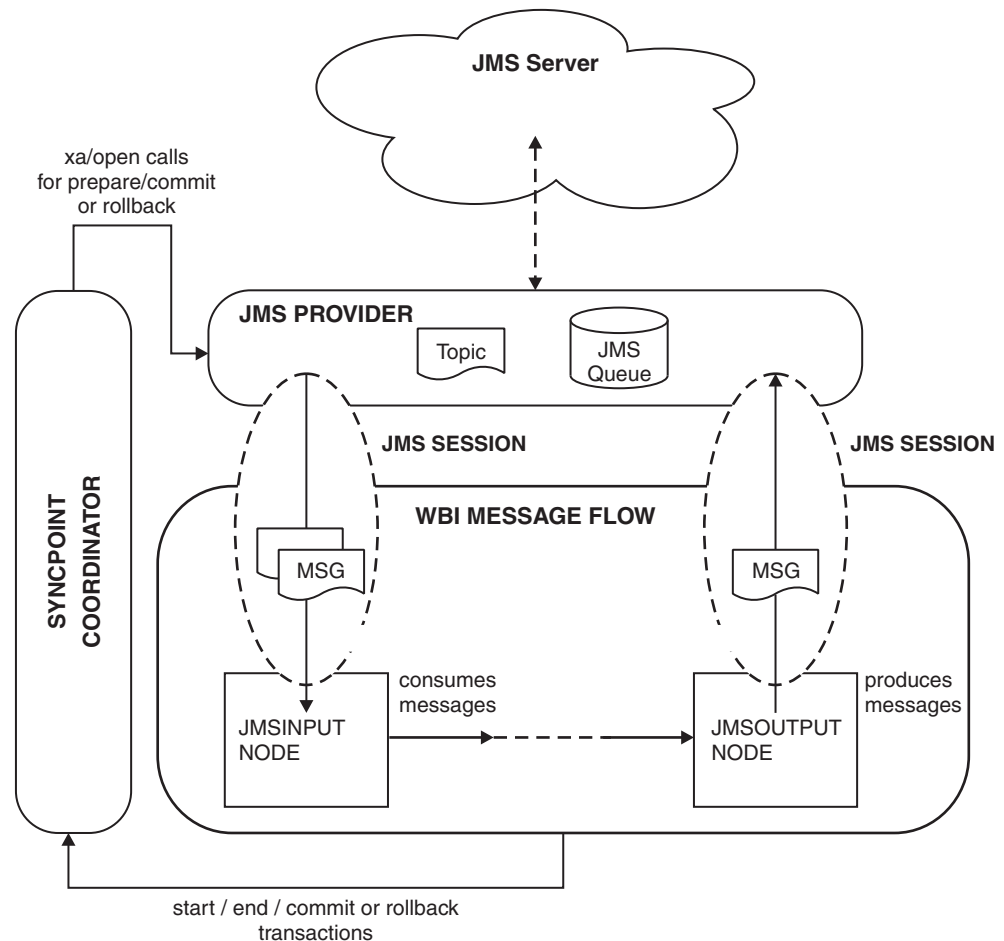 JMS Server
xa/open calls
for prepare/commit
or rollback
JMS PROVIDER
Topic
JMS
Queue
JMS SESSION
JMS SESSION
SYNCPOINT
COORDINATOR
WBI MESSAGE FLOW
MSG
MSG
consumes
messages
produces
messages
JMSINPUT
NODE
JMSOUTPUT
NODE
start / end / commit or rollback
transactions